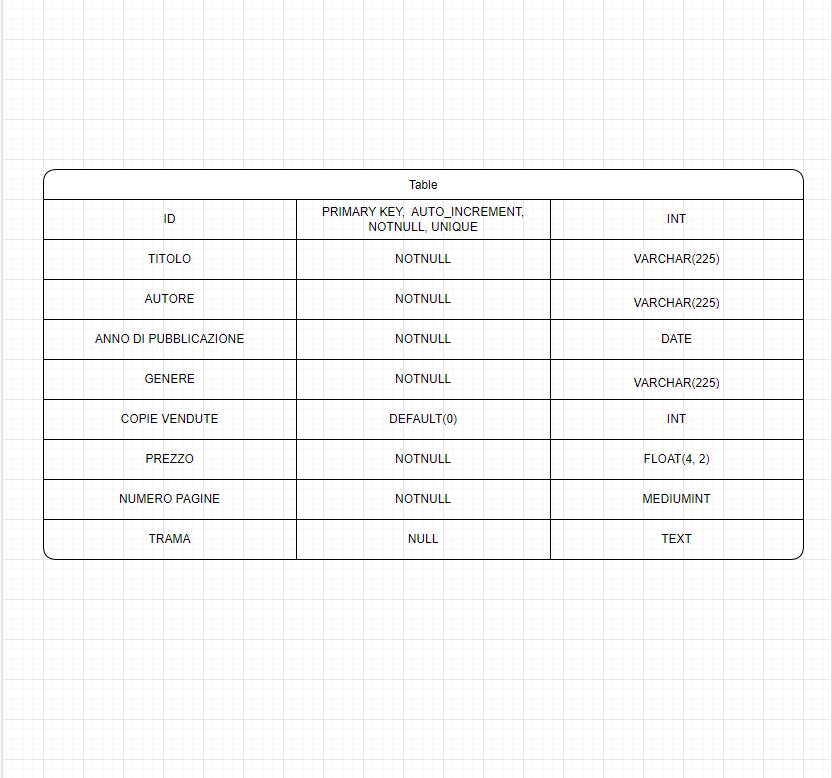 Table
ID
PRIMARY KEY, AUTO_INCREMENT,
NOTNULL, UNIQUE
INT
TITOLO
NOTNULL
VARCHAR(225)
AUTORE
NOTNULL
VARCHAR(225)
ANNO DI PUBBLICAZIONE
NOTNULL
DATE
GENERE
NOTNULL
VARCHAR(225)
COPIE VENDUTE
DEFAULT(0)
INT
PREZZO
NOTNULL
FLOAT(4, 2)
NUMERO PAGINE
NOTNULL
MEDIUMINT
TRAMA
NULL
TEXT